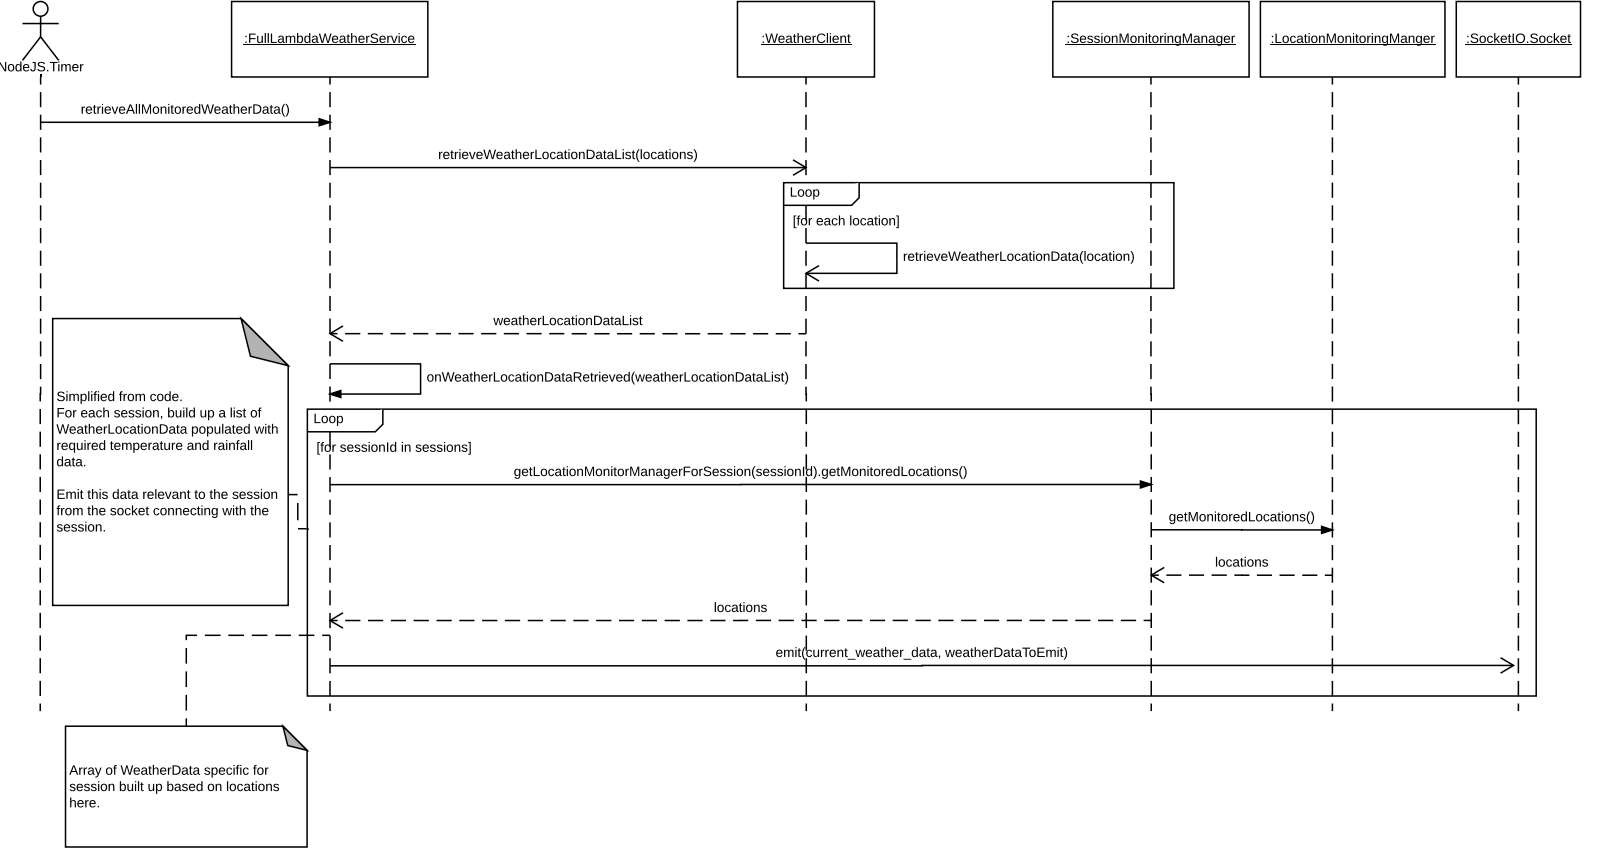 NodeJS.Timer
:FullLambdaWeatherService
:WeatherClient
:SessionMonitoringManager
:LocationMonitoringManger
:SocketIO.Socket
retrieveAllMonitoredWeatherData()
retrieveWeatherLocationDataList(locations)
Loop
[for each location]
retrieveWeatherLocationData(location)
weatherLocationDataList
onWeatherLocationDataRetrieved(weatherLocationDataList)
Simplified from code.
For each session, build up a list of
WeatherLocationData populated with
required temperature and rainfall
data.
Emit this data relevant to the session
from the socket connecting with the
session.
Loop
[for sessionId in sessions]
getLocationMonitorManagerForSession(sessionId).getMonitoredLocations()
getMonitoredLocations()
locations
locations
emit(current_weather_data, weatherDataToEmit)
Array of WeatherData specific for
session built up based on locations
here.